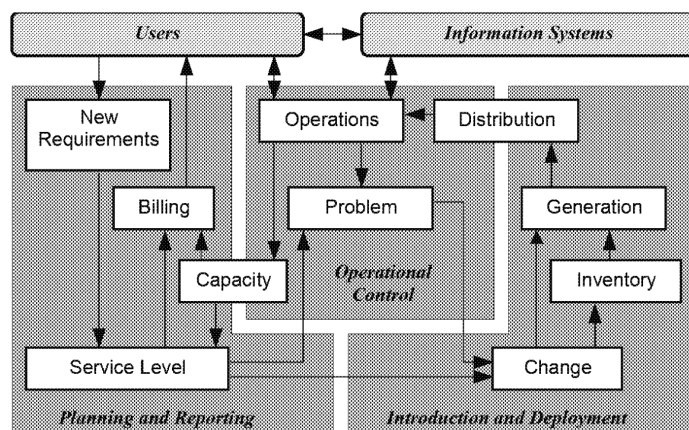 Users
Information Systems
New
Requirements
Operations
Distribution
Billing
Problem
Generation
Capacity
Operational
Control
Inventory
Service Level
Change
Planning and Reporting
Introduction and Deployment